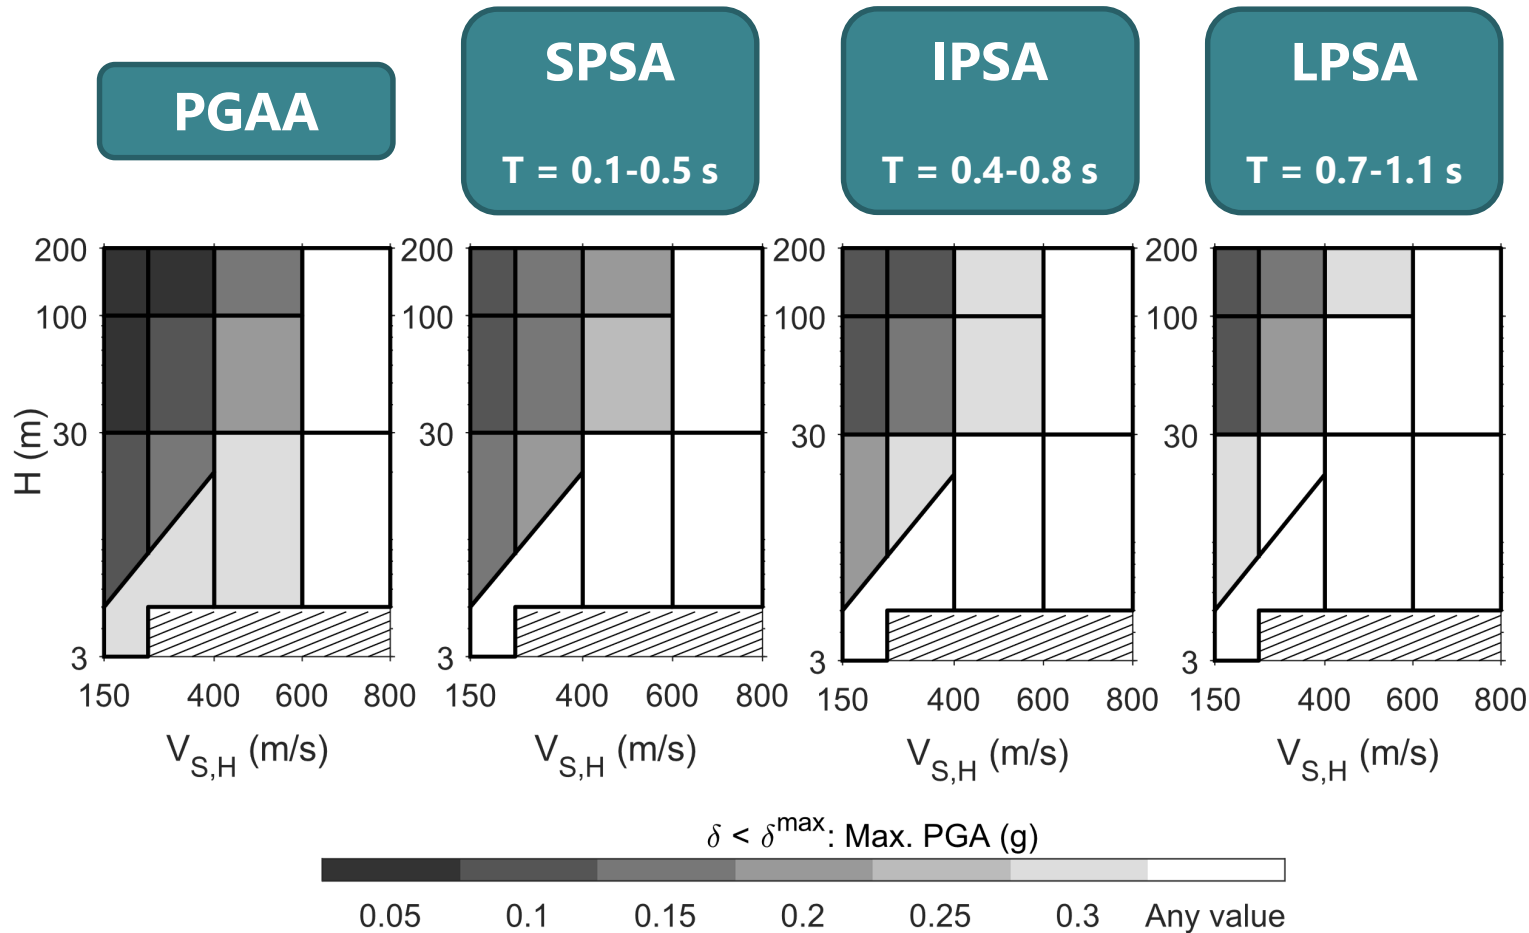 PGAA
SPSA
T = 0.1-0.5 s
IPSA
T = 0.4-0.8 s
LPSA
T = 0.7-1.1 s
H (m)
200
100
30
3
150 400 600 800
V_S,H (m/s)
200
100
30
3
150 400 600 800
V_S,H (m/s)
200
100
30
3
150 400 600 800
V_S,H (m/s)
200
100
30
3
150 400 600 800
V_S,H (m/s)
δ < δ^max: Max. PGA (g)
0.05 0.1 0.15 0.2 0.25 0.3 Any value